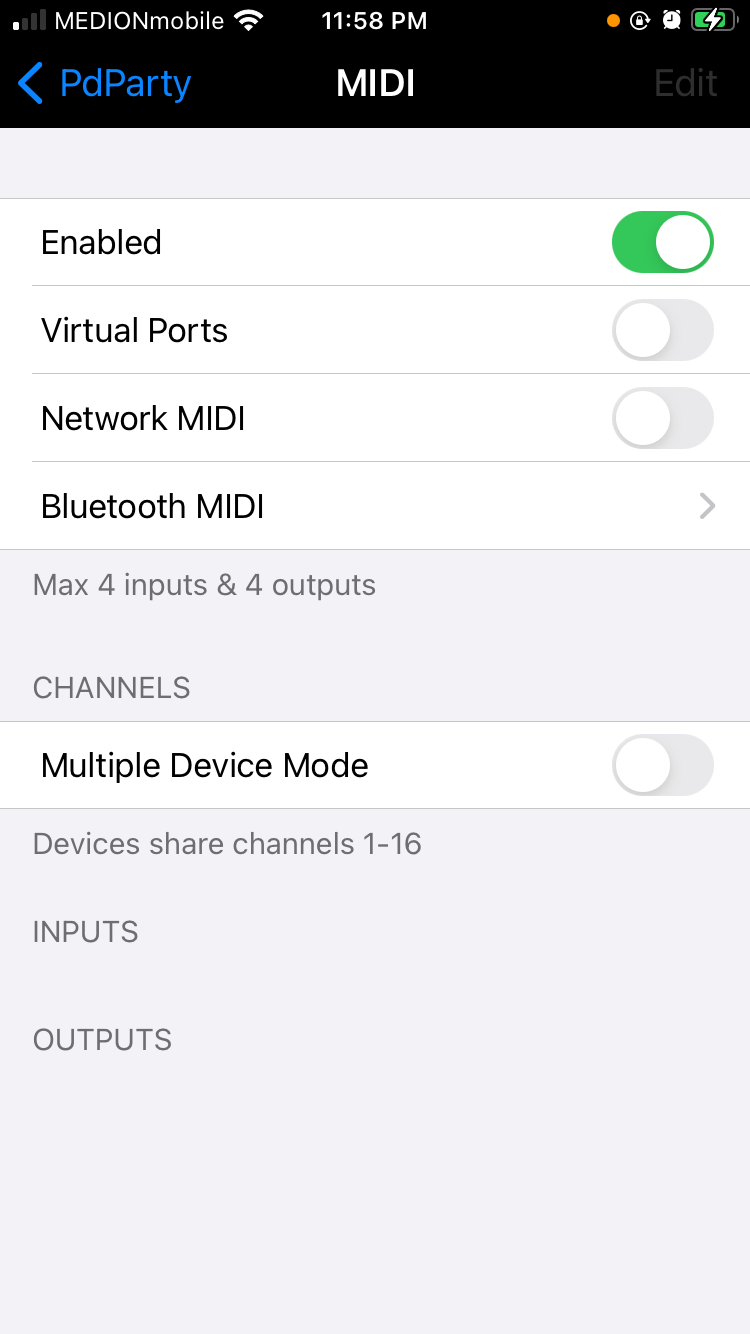 MEDIONmobile 11:58 PM
PdParty MIDI Edit
Enabled
Virtual Ports
Network MIDI
Bluetooth MIDI
Max 4 inputs & 4 outputs
CHANNELS
Multiple Device Mode
Devices share channels 1-16
INPUTS
OUTPUTS